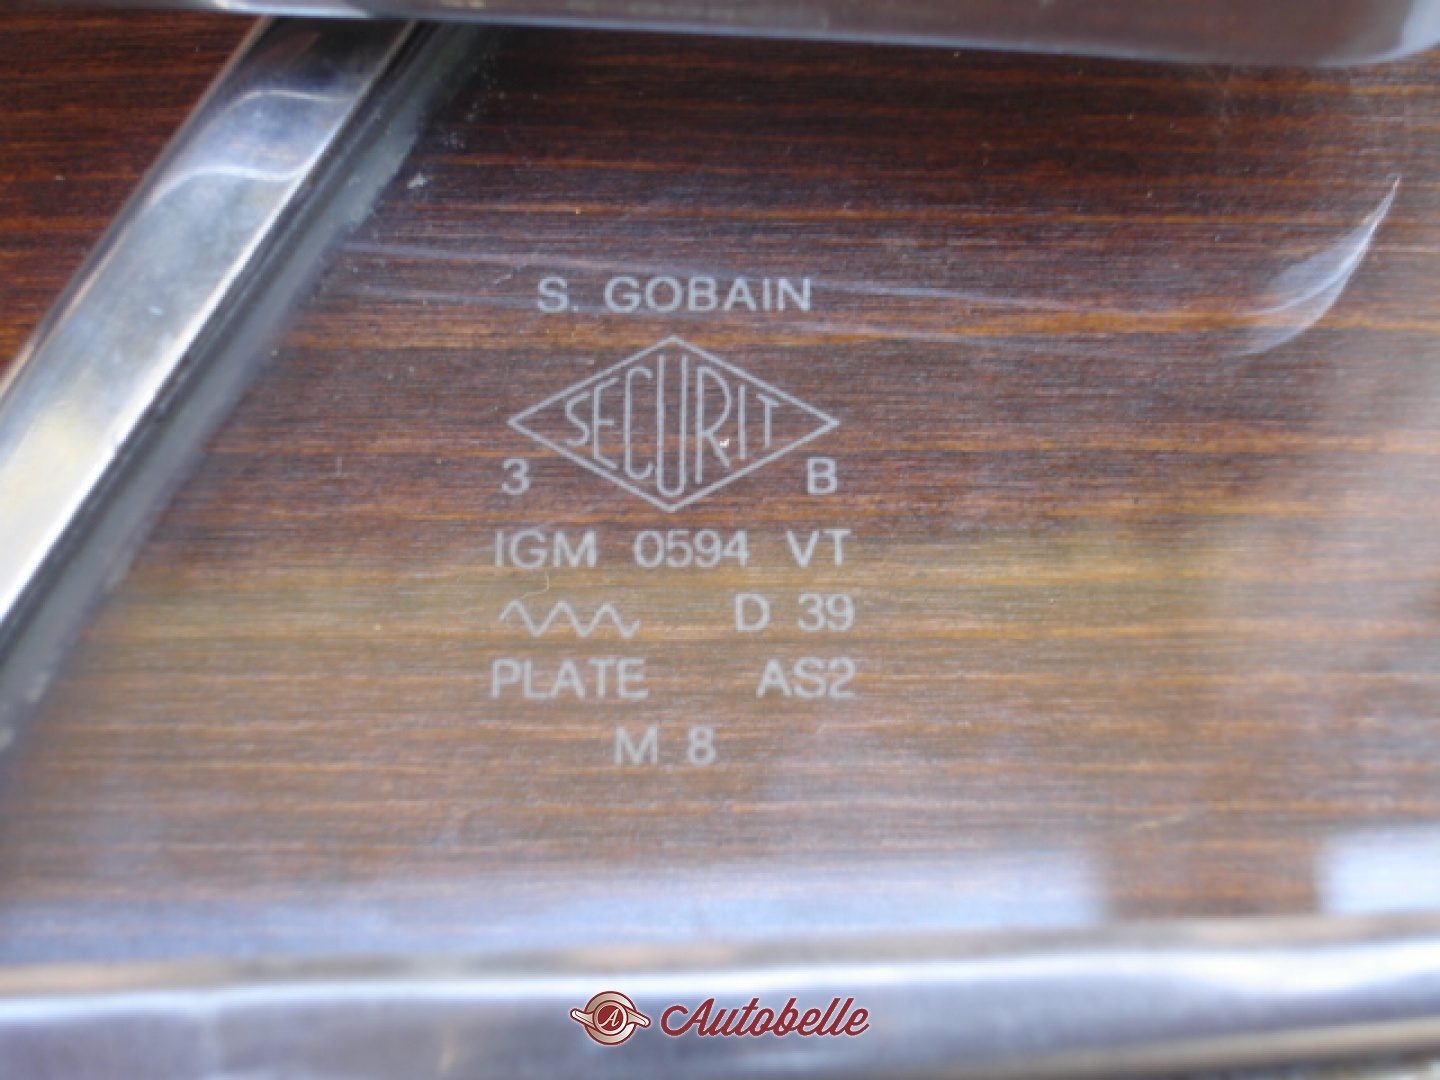 S. GOBAIN
SECURIT
3 B
IGM 0594 VT
D 39
PLATE AS2
M 8
A Autobelle